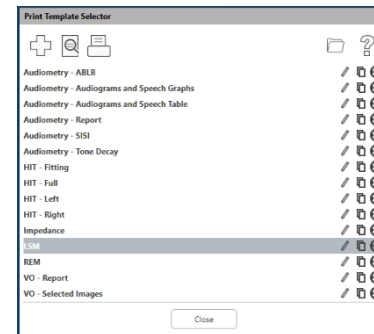 Print Template Selector
Audiometry - ABLB
Audiometry - Audiograms and Speech Graphs
Audiometry - Audiograms and Speech Table
Audiometry - Report
Audiometry - SISI
Audiometry - Tone Decay
HIT - Fitting
HIT - Full
HIT - Left
HIT - Right
Impedance
LSM
REM
VO - Report
VO - Selected Images
Close